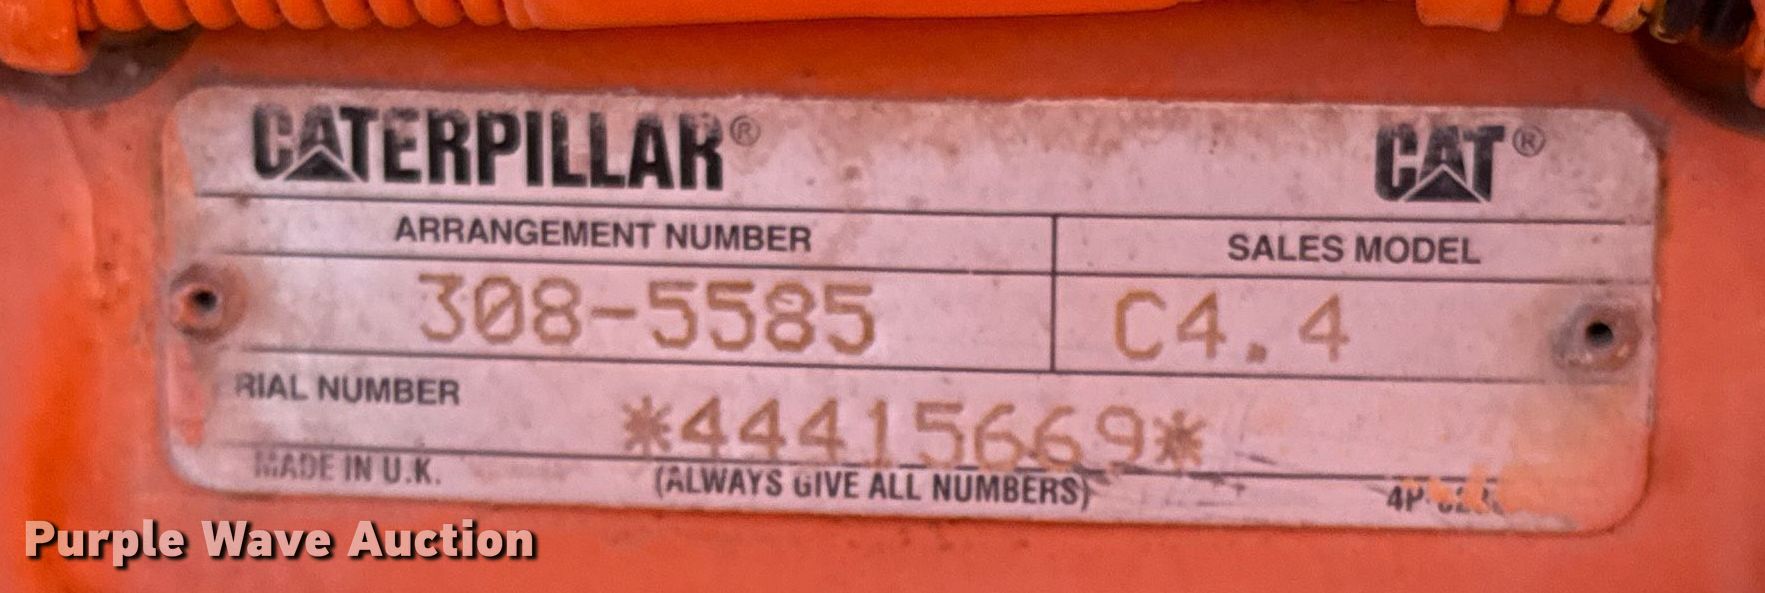 CATERPILLAR® CAT®
ARRANGEMENT NUMBER SALES MODEL
308-5585 C4.4
RIAL NUMBER *44415669*
MADE IN U.K. (ALWAYS GIVE ALL NUMBERS)
Purple Wave Auction